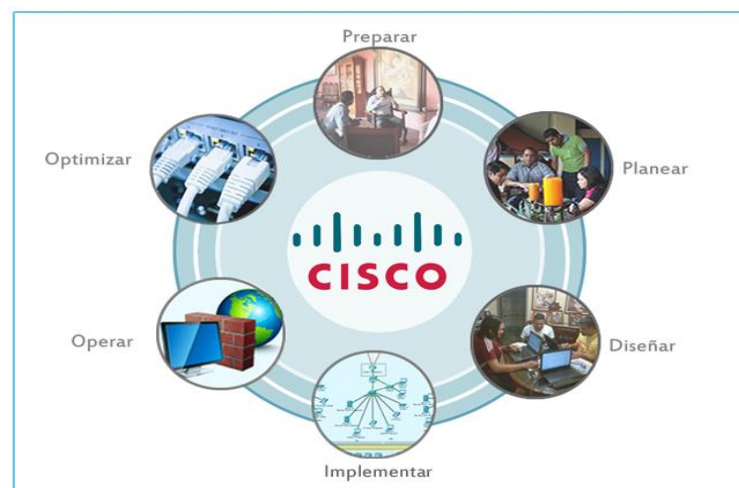 Preparar
Optimizar
Planear
CISCO
Operar
Diseñar
Implementar